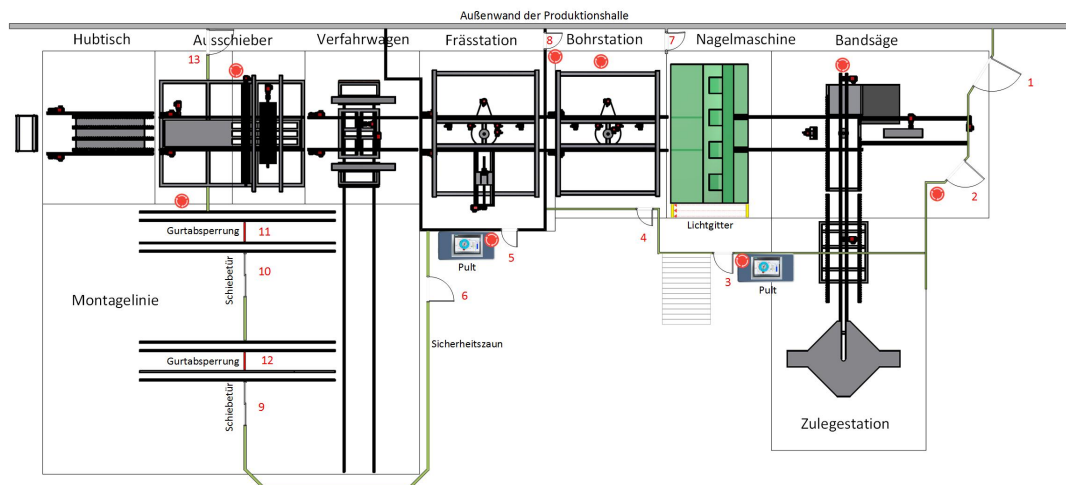 Außenwand der Produktionshalle
Hubtisch
Ausschieber
Verfahrwagen
Frässtation
8
Bohrstation
7
Nagelmaschine
Bandsäge
13
1
2
Gurtabsperrung
11
Lichtgitter
4
5
Pult
10
Schiebetür
Montagelinie
6
3
Pult
Sicherheitszaun
Gurtabsperrung
12
Schiebetür
9
Zulegestation